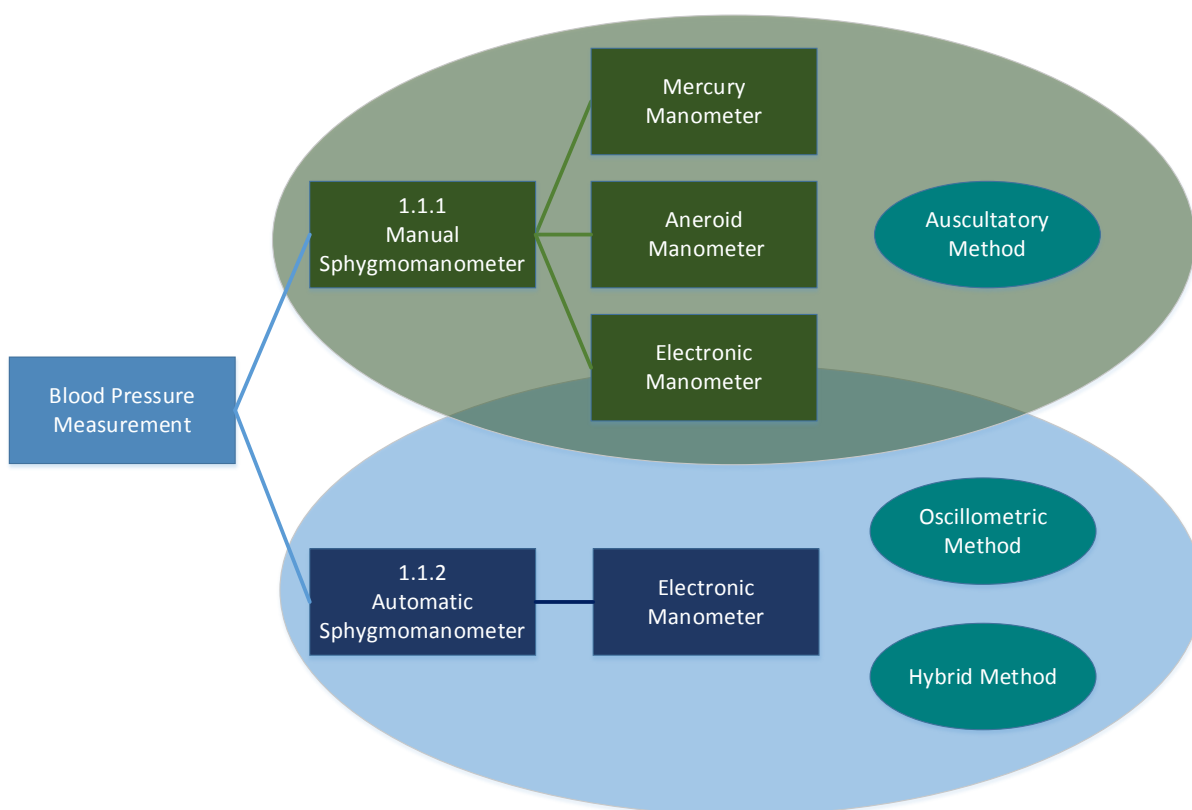 Blood Pressure
Measurement
1.1.1
Manual
Sphygmomanometer
Mercury
Manometer
Aneroid
Manometer
Electronic
Manometer
Auscultatory
Method
1.1.2
Automatic
Sphygmomanometer
Electronic
Manometer
Oscillometric
Method
Hybrid Method